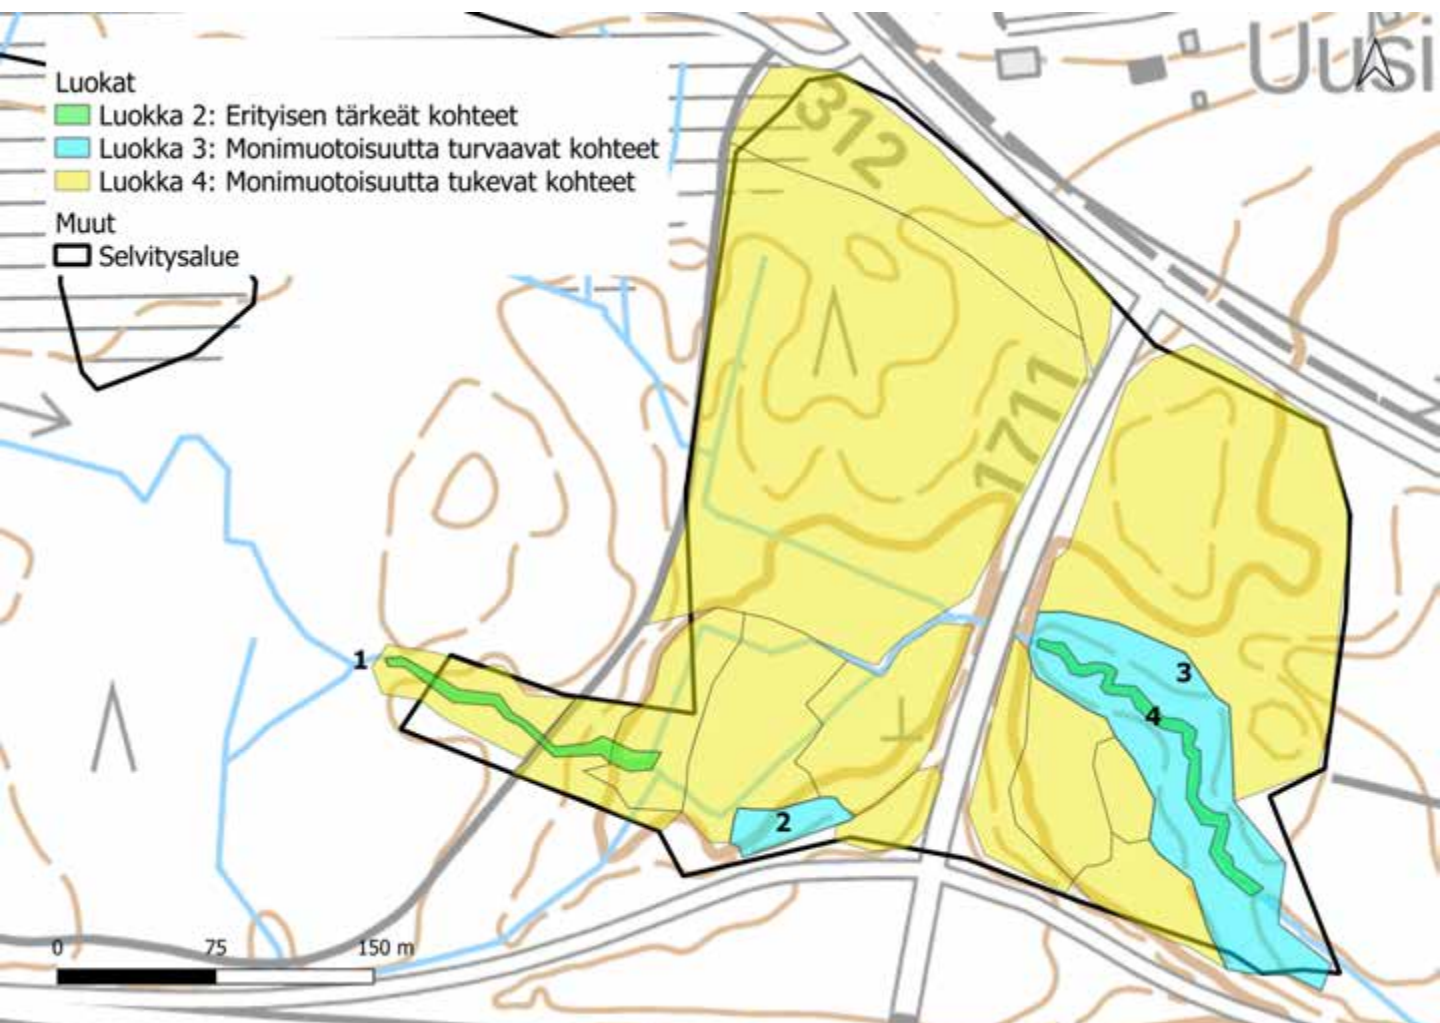 Uusi
Luokat
Luokka 2: Erityisen tärkeät kohteet
Luokka 3: Monimuotoisuutta turvaavat kohteet
Luokka 4: Monimuotoisuutta tukevat kohteet
Muut
Selvitysalue
312
1711
1
3
4
2
0 75 150 m